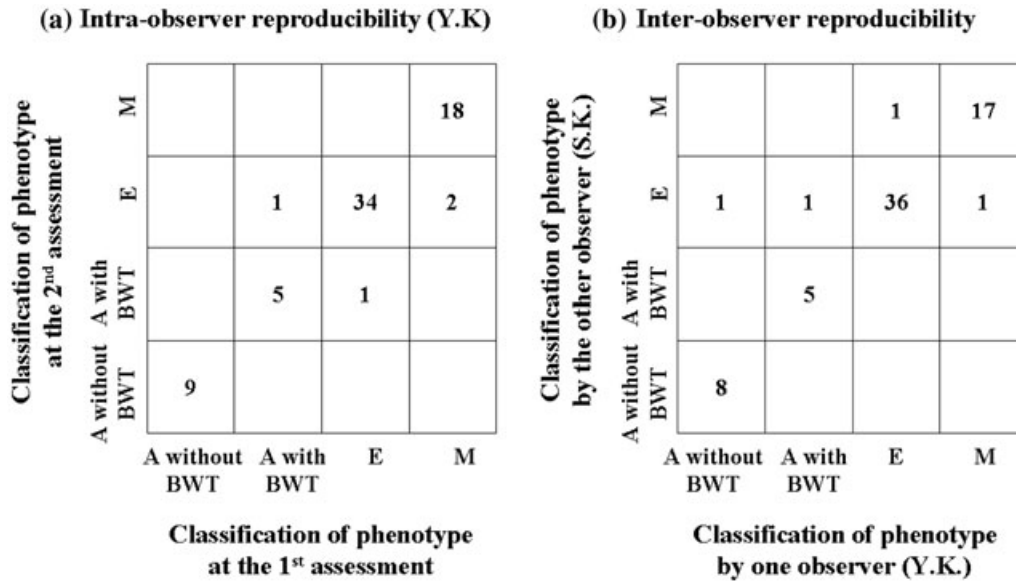 (a) Intra-observer reproducibility (Y.K)
Classification of phenotype
at the 2nd assessment
M
E
A with
BWT
A without
BWT
18
1 34 2
5 1
9
A without
BWT
A with
BWT
E
M
Classification of phenotype
at the 1st assessment
(b) Inter-observer reproducibility
Classification of phenotype
by the other observer (S.K.)
M
E
A with
BWT
A without
BWT
1 17
1 1 36 1
5
8
A without
BWT
A with
BWT
E
M
Classification of phenotype
by one observer (Y.K.)